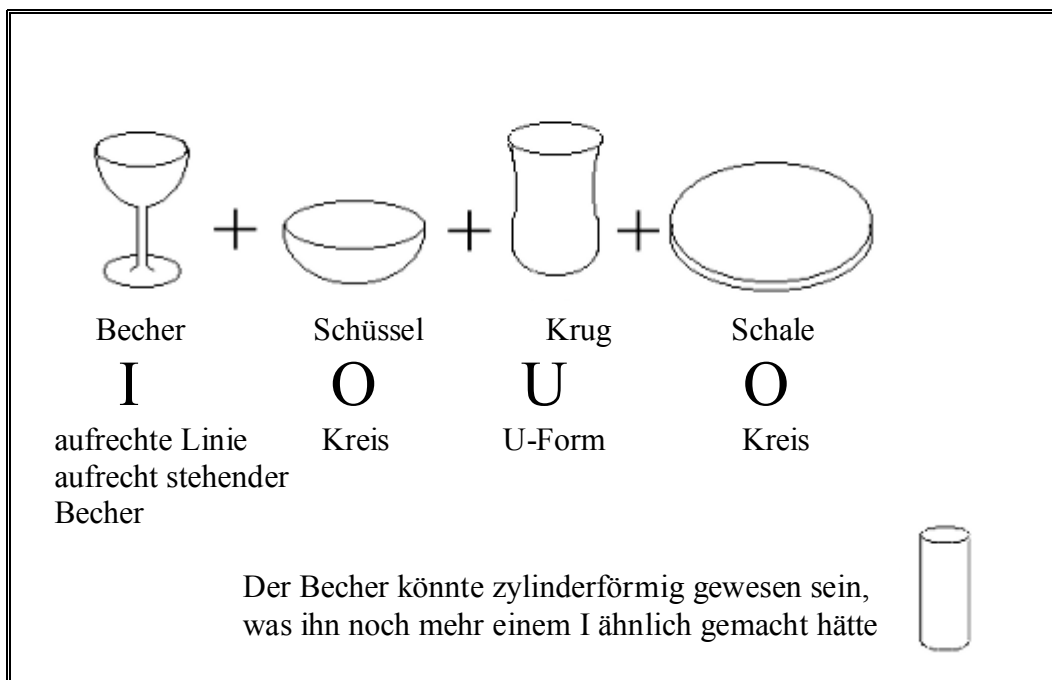 + + +
Becher Schüssel Krug Schale
I O U O
aufrechte Linie Kreis U-Form Kreis
aufrecht stehender
Becher
Der Becher könnte zylinderförmig gewesen sein,
was ihn noch mehr einem I ähnlich gemacht hätte